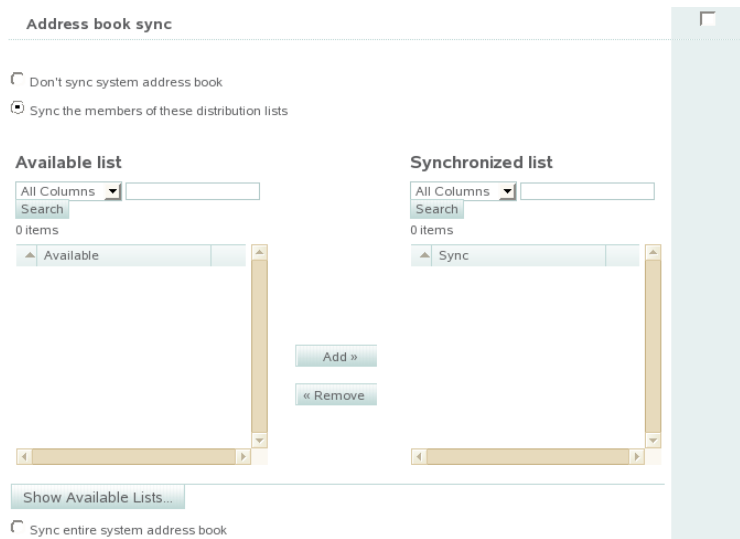 Address book sync
Don't sync system address book
Sync the members of these distribution lists
Available list
Synchronized list
All Columns
All Columns
Search
Search
0 items
0 items
Available
Sync
Add »
« Remove
Show Available Lists...
Sync entire system address book